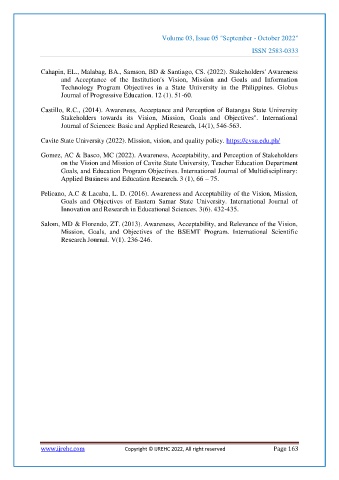 Volume 03, Issue 05 "September - October 2022"
ISSN 2583-0333
Cahapin, EL., Malabag, BA., Samson, BD & Santiago, CS. (2022). Stakeholders' Awareness
and Acceptance of the Institution's Vision, Mission and Goals and Information
Technology Program Objectives in a State University in the Philippines. Globus
Journal of Progressive Education. 12 (1). 51-60.
Castillo, R.C., (2014). Awareness, Acceptance and Perception of Batangas State University
Stakeholders towards its Vision, Mission, Goals and Objectives". International
Journal of Sciences: Basic and Applied Research, 14(1), 546-563.
Cavite State University (2022). Mission, vision, and quality policy. https://cvsu.edu.ph/
Gomez, AC & Basco, MC (2022). Awareness, Acceptability, and Perception of Stakeholders
on the Vision and Mission of Cavite State University, Teacher Education Department
Goals, and Education Program Objectives. International Journal of Multidisciplinary:
Applied Business and Education Research. 3 (1), 66 – 75.
Pelicano, A.C & Lacaba, L. D. (2016). Awareness and Acceptability of the Vision, Mission,
Goals and Objectives of Eastern Samar State University. International Journal of
Innovation and Research in Educational Sciences. 3(6). 432-435.
Salom, MD & Florendo, ZT. (2013). Awareness, Acceptability, and Relevance of the Vision,
Mission, Goals, and Objectives of the BSEMT Program. International Scientific
Research Journal. V(1). 236-246.
www.ijrehc.com Copyright © IJREHC 2022, All right reserved. Page 163